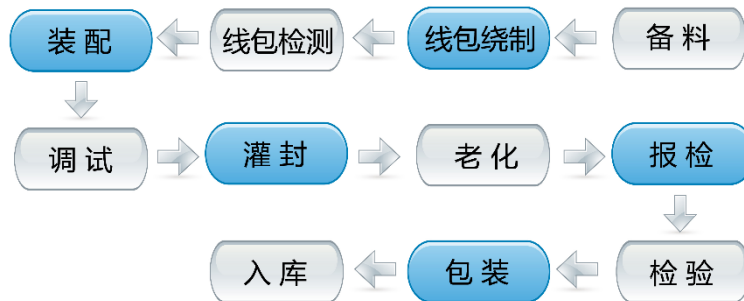 装配 线包检测 线包绕制 备料
调试 灌封 老化 报检
入库 包装 检验